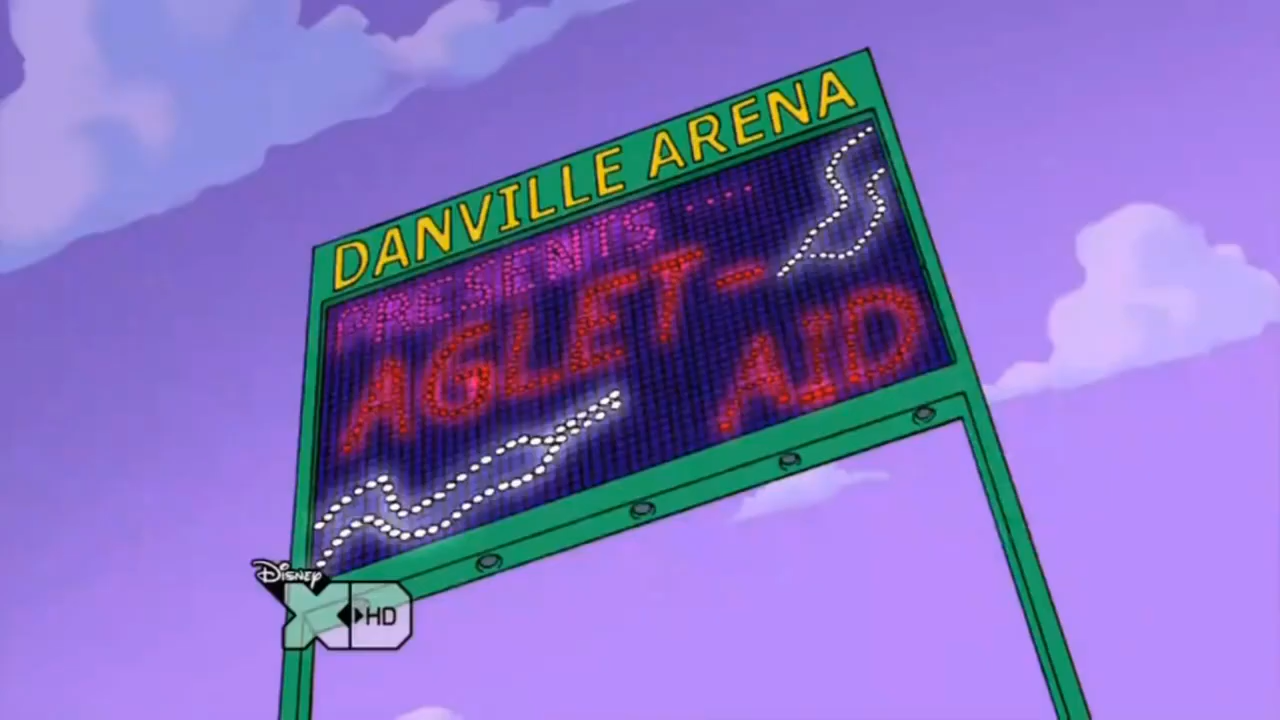 DANVILLE ARENA
PRESENTS ....
AGLET-
AID
DISNEY
X HD